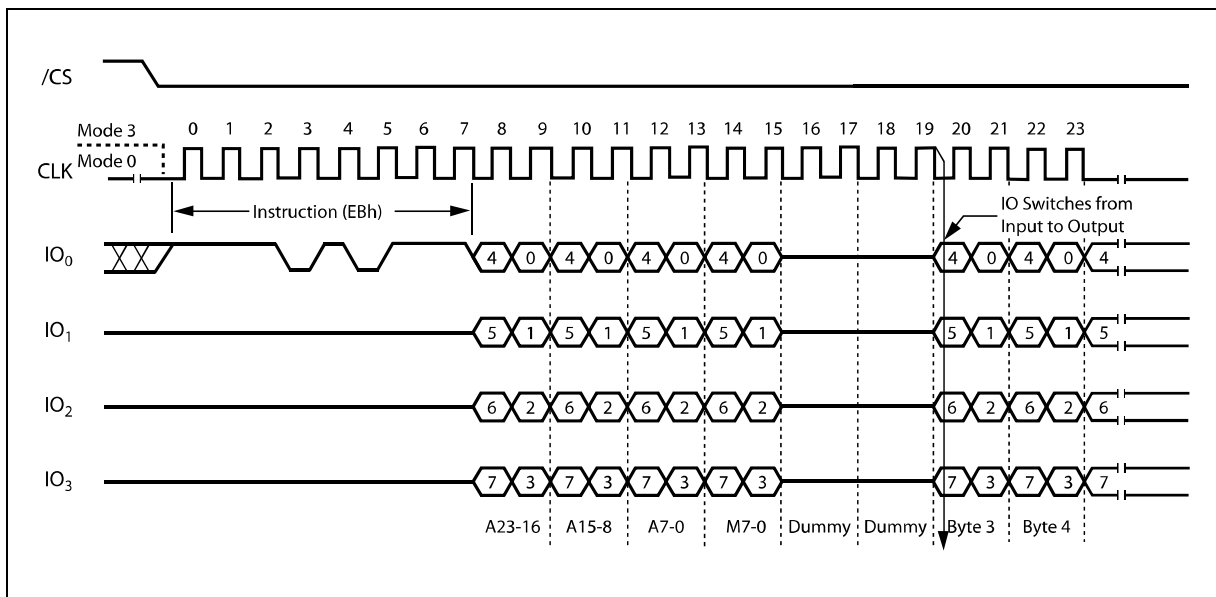 /CS
Mode 3
0 1 2 3 4 5 6 7 8 9 10 11 12 13 14 15 16 17 18 19 20 21 22 23
CLK
Mode 0
Instruction (EBh)
IO Switches from
Input to Output
IO₀
4 0 4 0 4 0 4 0 4 0 4 0 4
IO₁
5 1 5 1 5 1 5 1 5 1 5 1 5
IO₂
6 2 6 2 6 2 6 2 6 2 6 2 6
IO₃
7 3 7 3 7 3 7 3 7 3 7 3 7
A23-16 A15-8 A7-0 M7-0 Dummy Dummy Byte 3 Byte 4